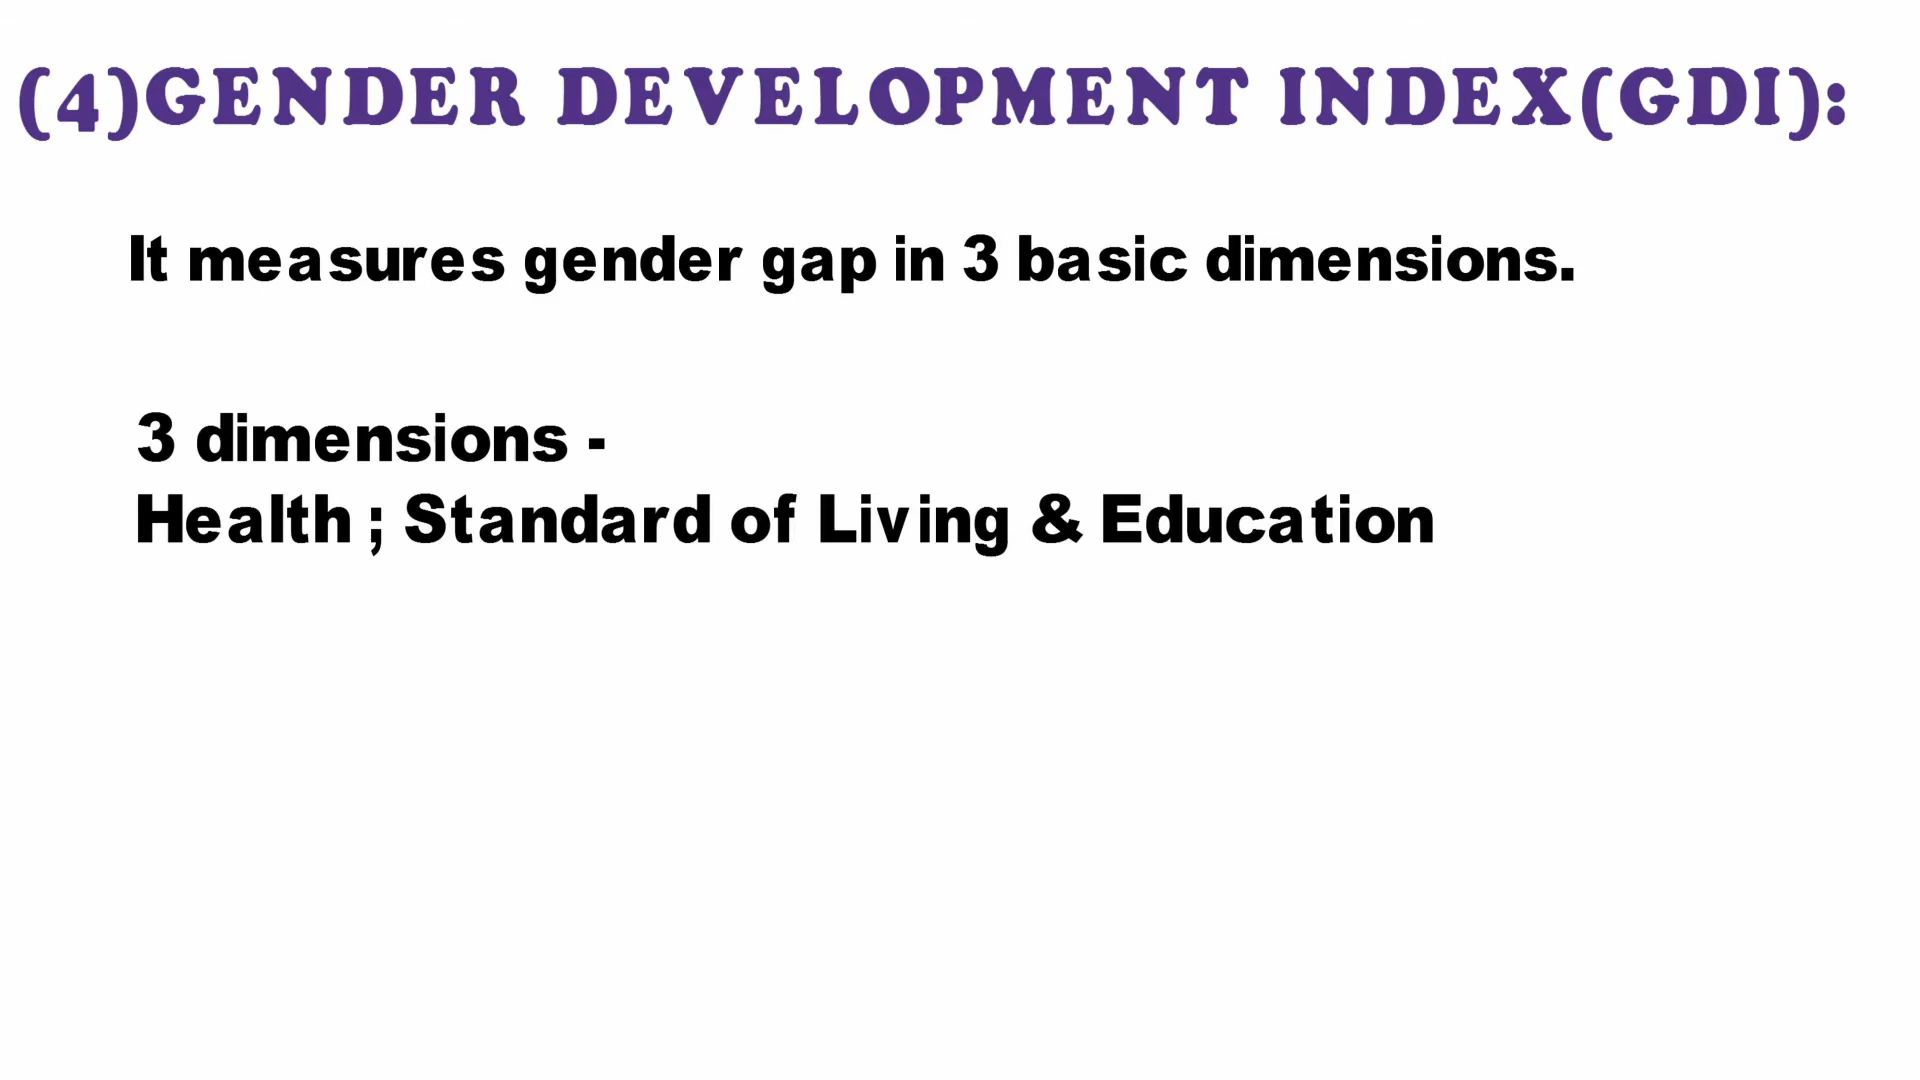 (4)GENDER DEVELOPMENT INDEX(GDI):
It measures gender gap in 3 basic dimensions.
3 dimensions -
Health ; Standard of Living & Education